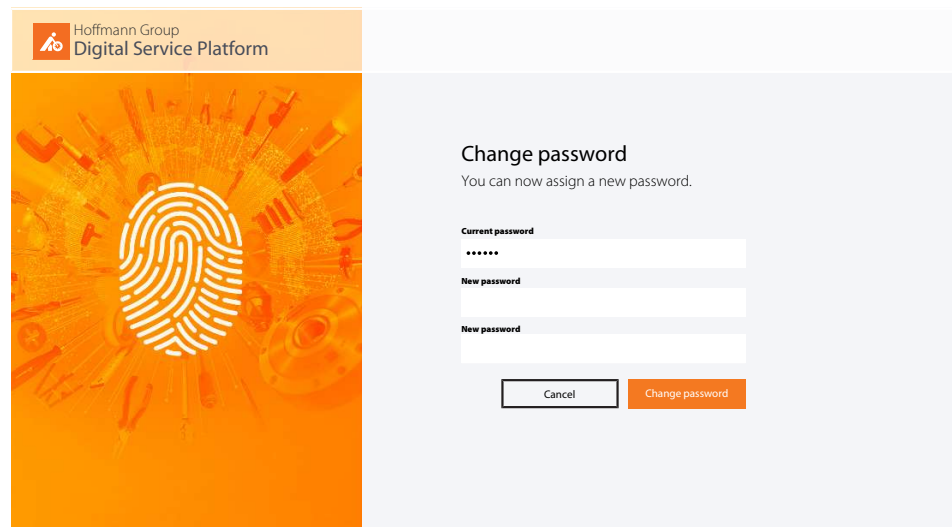 Hoffmann Group
Digital Service Platform
Change password
You can now assign a new password.
Current password
••••••
New password
New password
Cancel
Change password